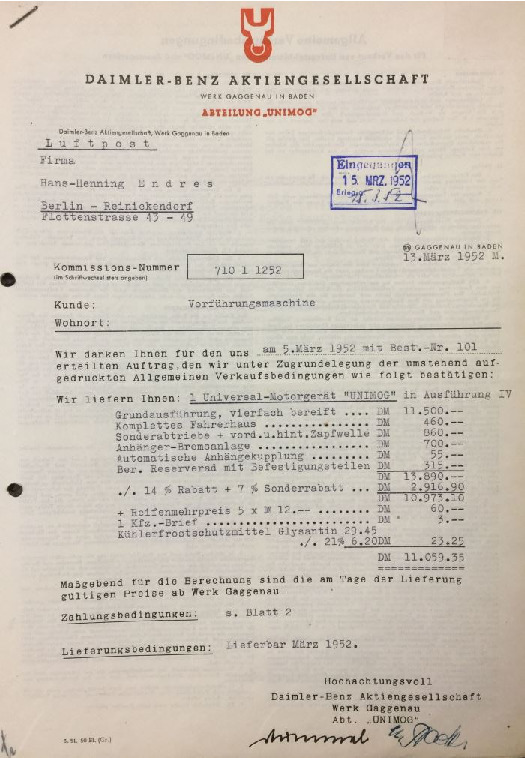 DAIMLER-BENZ AKTIENGESELLSCHAFT
WERK GAGGENAU IN BADEN
ABTEILUNG „UNIMOG"
Daimler-Benz Aktiengesellschaft, Werk Gaggenau in Baden
Luftpost
Firma
Hans-Henning Endres
Berlin - Reinickendorf
Flottenstrasse 43 - 49
Eingegangen
15. MRZ. 1952
Erledigt
GAGGENAU IN BADEN
13.März 1952 M.
Kommissions-Nummer 710 1 1252
(Im Schriftwechsel stets angeben)
Kunde: Vorführungsmaschine
Wohnort:
Wir danken Ihnen für den uns am 5.März 1952 mit Best.-Nr. 101
erteilten Auftrag, den wir unter Zugrundelegung der umstehend auf-
gedruckten Allgemeinen Verkaufsbedingungen wie folgt bestätigen:
Wir liefern Ihnen: 1 Universal-Motorgerät "UNIMOG" in Ausführung IV
Grundausführung, vierfach bereift .... DM 11.500.--
Komplettes Fahrerhaus ................ DM 460.--
Sonderabtriebe + vord.u.hint.Zapfwelle DM 860.--
Anhänger-Bremsanlage ................. DM 700.--
Automatische Anhängekupplung ......... DM 55.--
Ber. Reserverad mit Befestigungsteilen DM 315.--
DM 13.890.--
./. 14 % Rabatt + 7 % Sonderrabatt ... DM 2.916.90
DM 10.973.10
+ Reifenmehrpreis 5 x DM 12.-- ........ DM 60.--
1 Kfz.-Brief ......................... DM 3.--
Kühlerfrostschutzmittel Glysantin 29.45
./. 21% 6.20 DM 23.25
DM 11.059.35
Maßgebend für die Berechnung sind die am Tage der Lieferung
gültigen Preise ab Werk Gaggenau
Zahlungsbedingungen: s. Blatt 2
Lieferungsbedingungen: Lieferbar März 1952.
Hochachtungsvoll
Daimler-Benz Aktiengesellschaft
Werk Gaggenau
Abt. „UNIMOG"